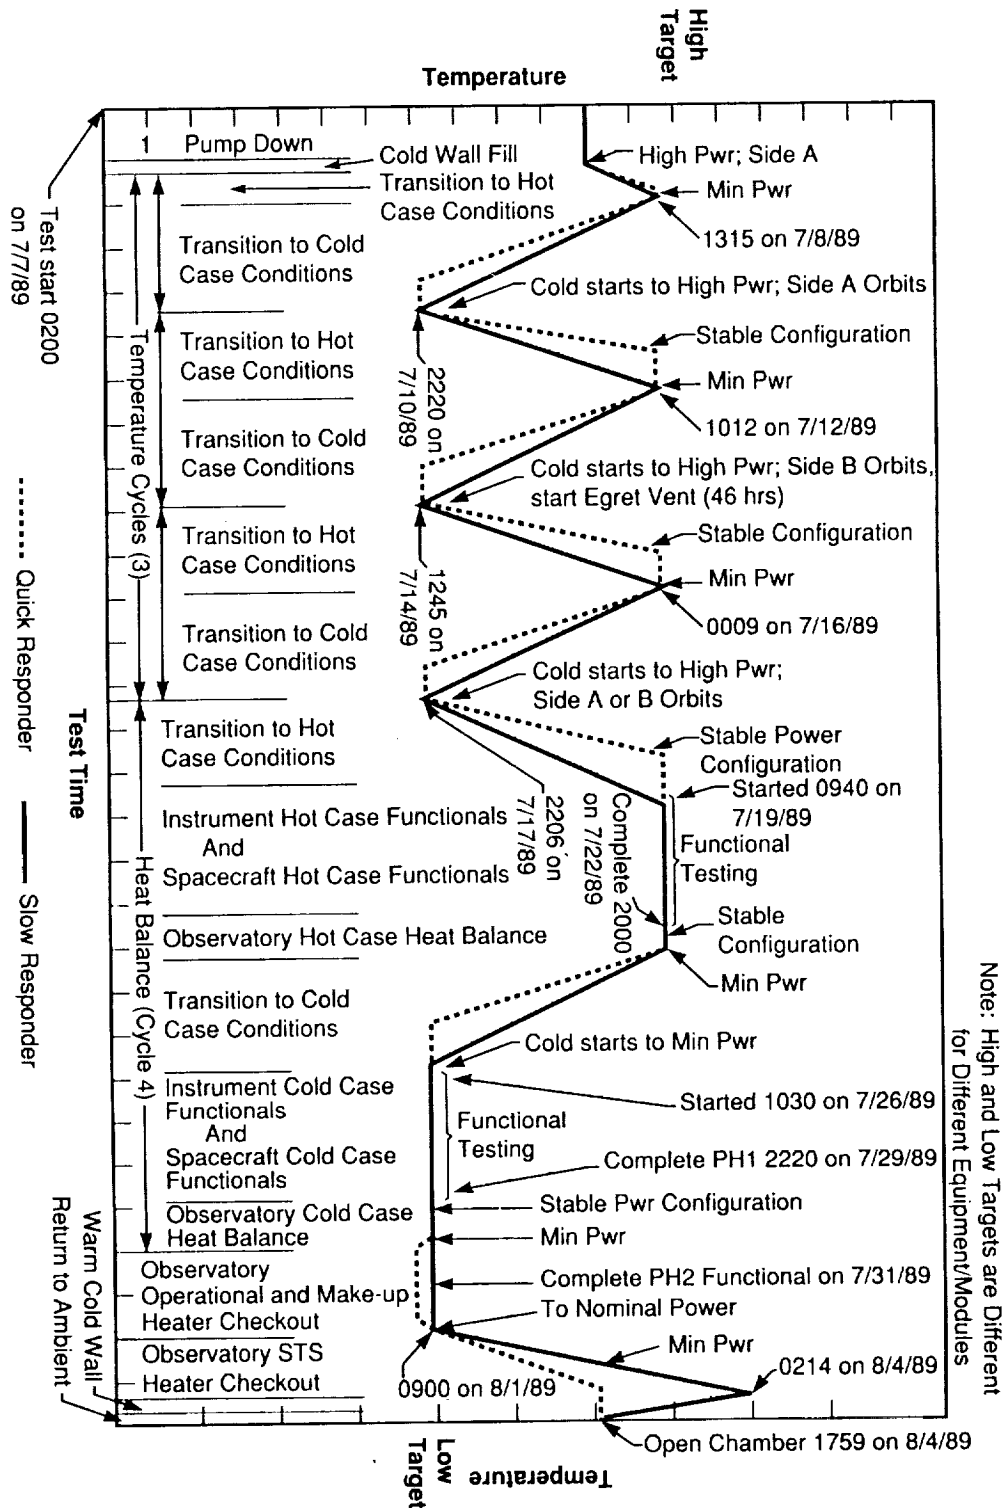 High
Target
Temperature
1 Pump Down
Cold Wall Fill
Transition to Hot
Case Conditions
High Pwr; Side A
Min Pwr
1315 on 7/8/89
Test start 0200
on 7/7/89
Transition to Cold
Case Conditions
Cold starts to High Pwr; Side A Orbits
2220 on
7/10/89
Transition to Hot
Case Conditions
Stable Configuration
Min Pwr
1012 on 7/12/89
Temperature Cycles (3)
Transition to Cold
Case Conditions
Cold starts to High Pwr; Side B Orbits,
start Egret Vent (46 hrs)
1245 on
7/14/89
Transition to Hot
Case Conditions
Stable Configuration
Min Pwr
0009 on 7/16/89
Transition to Cold
Case Conditions
Cold starts to High Pwr;
Side A or B Orbits
2206 on
7/17/89
Transition to Hot
Case Conditions
Stable Power
Configuration
Started 0940 on
7/19/89
Functional
Testing
Complete 2000
on 7/22/89
Instrument Hot Case Functionals
And
Spacecraft Hot Case Functionals
Stable
Configuration
Observatory Hot Case Heat Balance
Min Pwr
Heat Balance (Cycle 4)
Transition to Cold
Case Conditions
Cold starts to Min Pwr
Started 1030 on 7/26/89
Instrument Cold Case
Functionals
And
Spacecraft Cold Case
Functionals
Functional
Testing
Complete PH1 2220 on 7/29/89
Stable Pwr Configuration
Observatory Cold Case
Heat Balance
Min Pwr
Observatory
Operational and Make-up
Heater Checkout
Complete PH2 Functional on 7/31/89
To Nominal Power
Observatory STS
Heater Checkout
0900 on 8/1/89
Min Pwr
0214 on 8/4/89
Warm Cold Wall
Return to Ambient
Open Chamber 1759 on 8/4/89
Low
Target
Temperature
Test Time
Quick Responder
Slow Responder
Note: High and Low Targets are Different
for Different Equipment/Modules